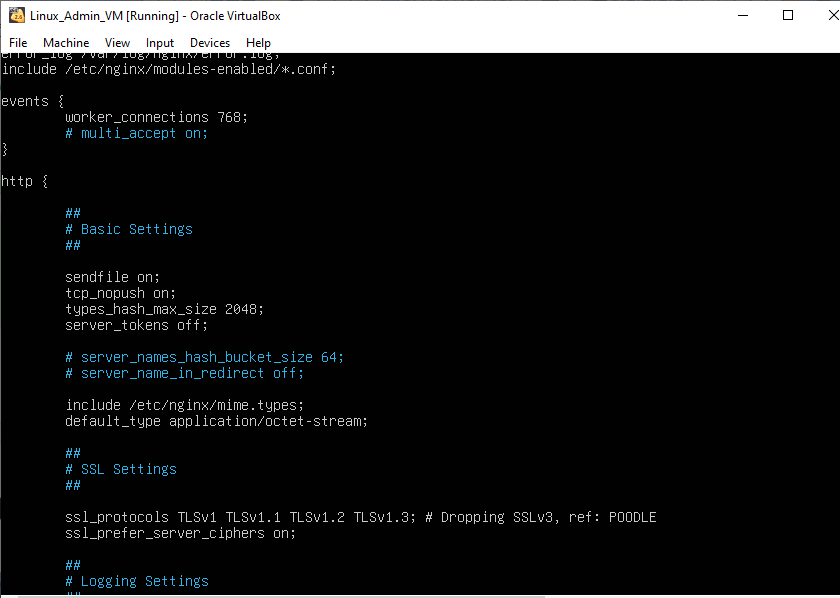 Linux_Admin_VM [Running] - Oracle VirtualBox
File Machine View Input Devices Help
error_log /var/log/nginx/error.log;
include /etc/nginx/modules-enabled/*.conf;
events {
worker_connections 768;
# multi_accept on;
}
http {
##
# Basic Settings
##
sendfile on;
tcp_nopush on;
types_hash_max_size 2048;
server_tokens off;
# server_names_hash_bucket_size 64;
# server_name_in_redirect off;
include /etc/nginx/mime.types;
default_type application/octet-stream;
##
# SSL Settings
##
ssl_protocols TLSv1 TLSv1.1 TLSv1.2 TLSv1.3; # Dropping SSLv3, ref: POODLE
ssl_prefer_server_ciphers on;
##
# Logging Settings
##